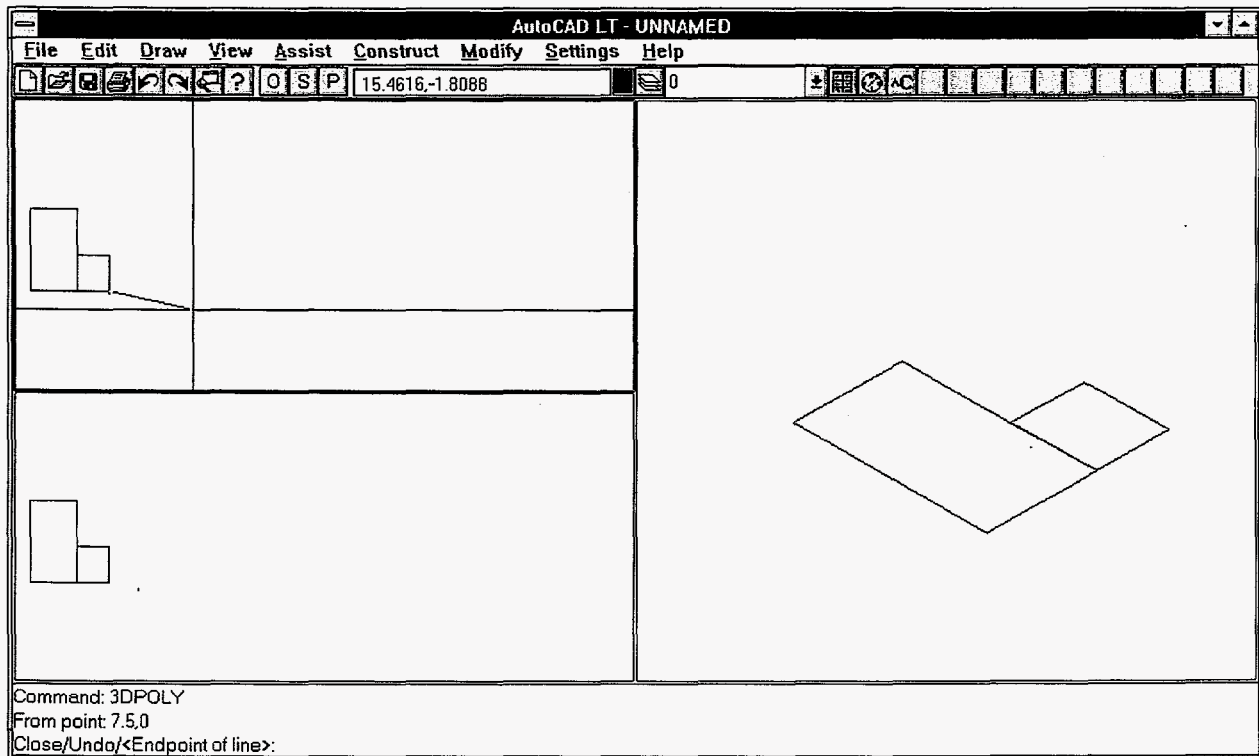 AutoCAD LT - UNNAMED
File Edit Draw View Assist Construct Modify Settings Help
? O S P 15.4616,-1.8088 0 ^C
Command: 3DPOLY
From point: 7.5,0
Close/Undo/<Endpoint of line>: